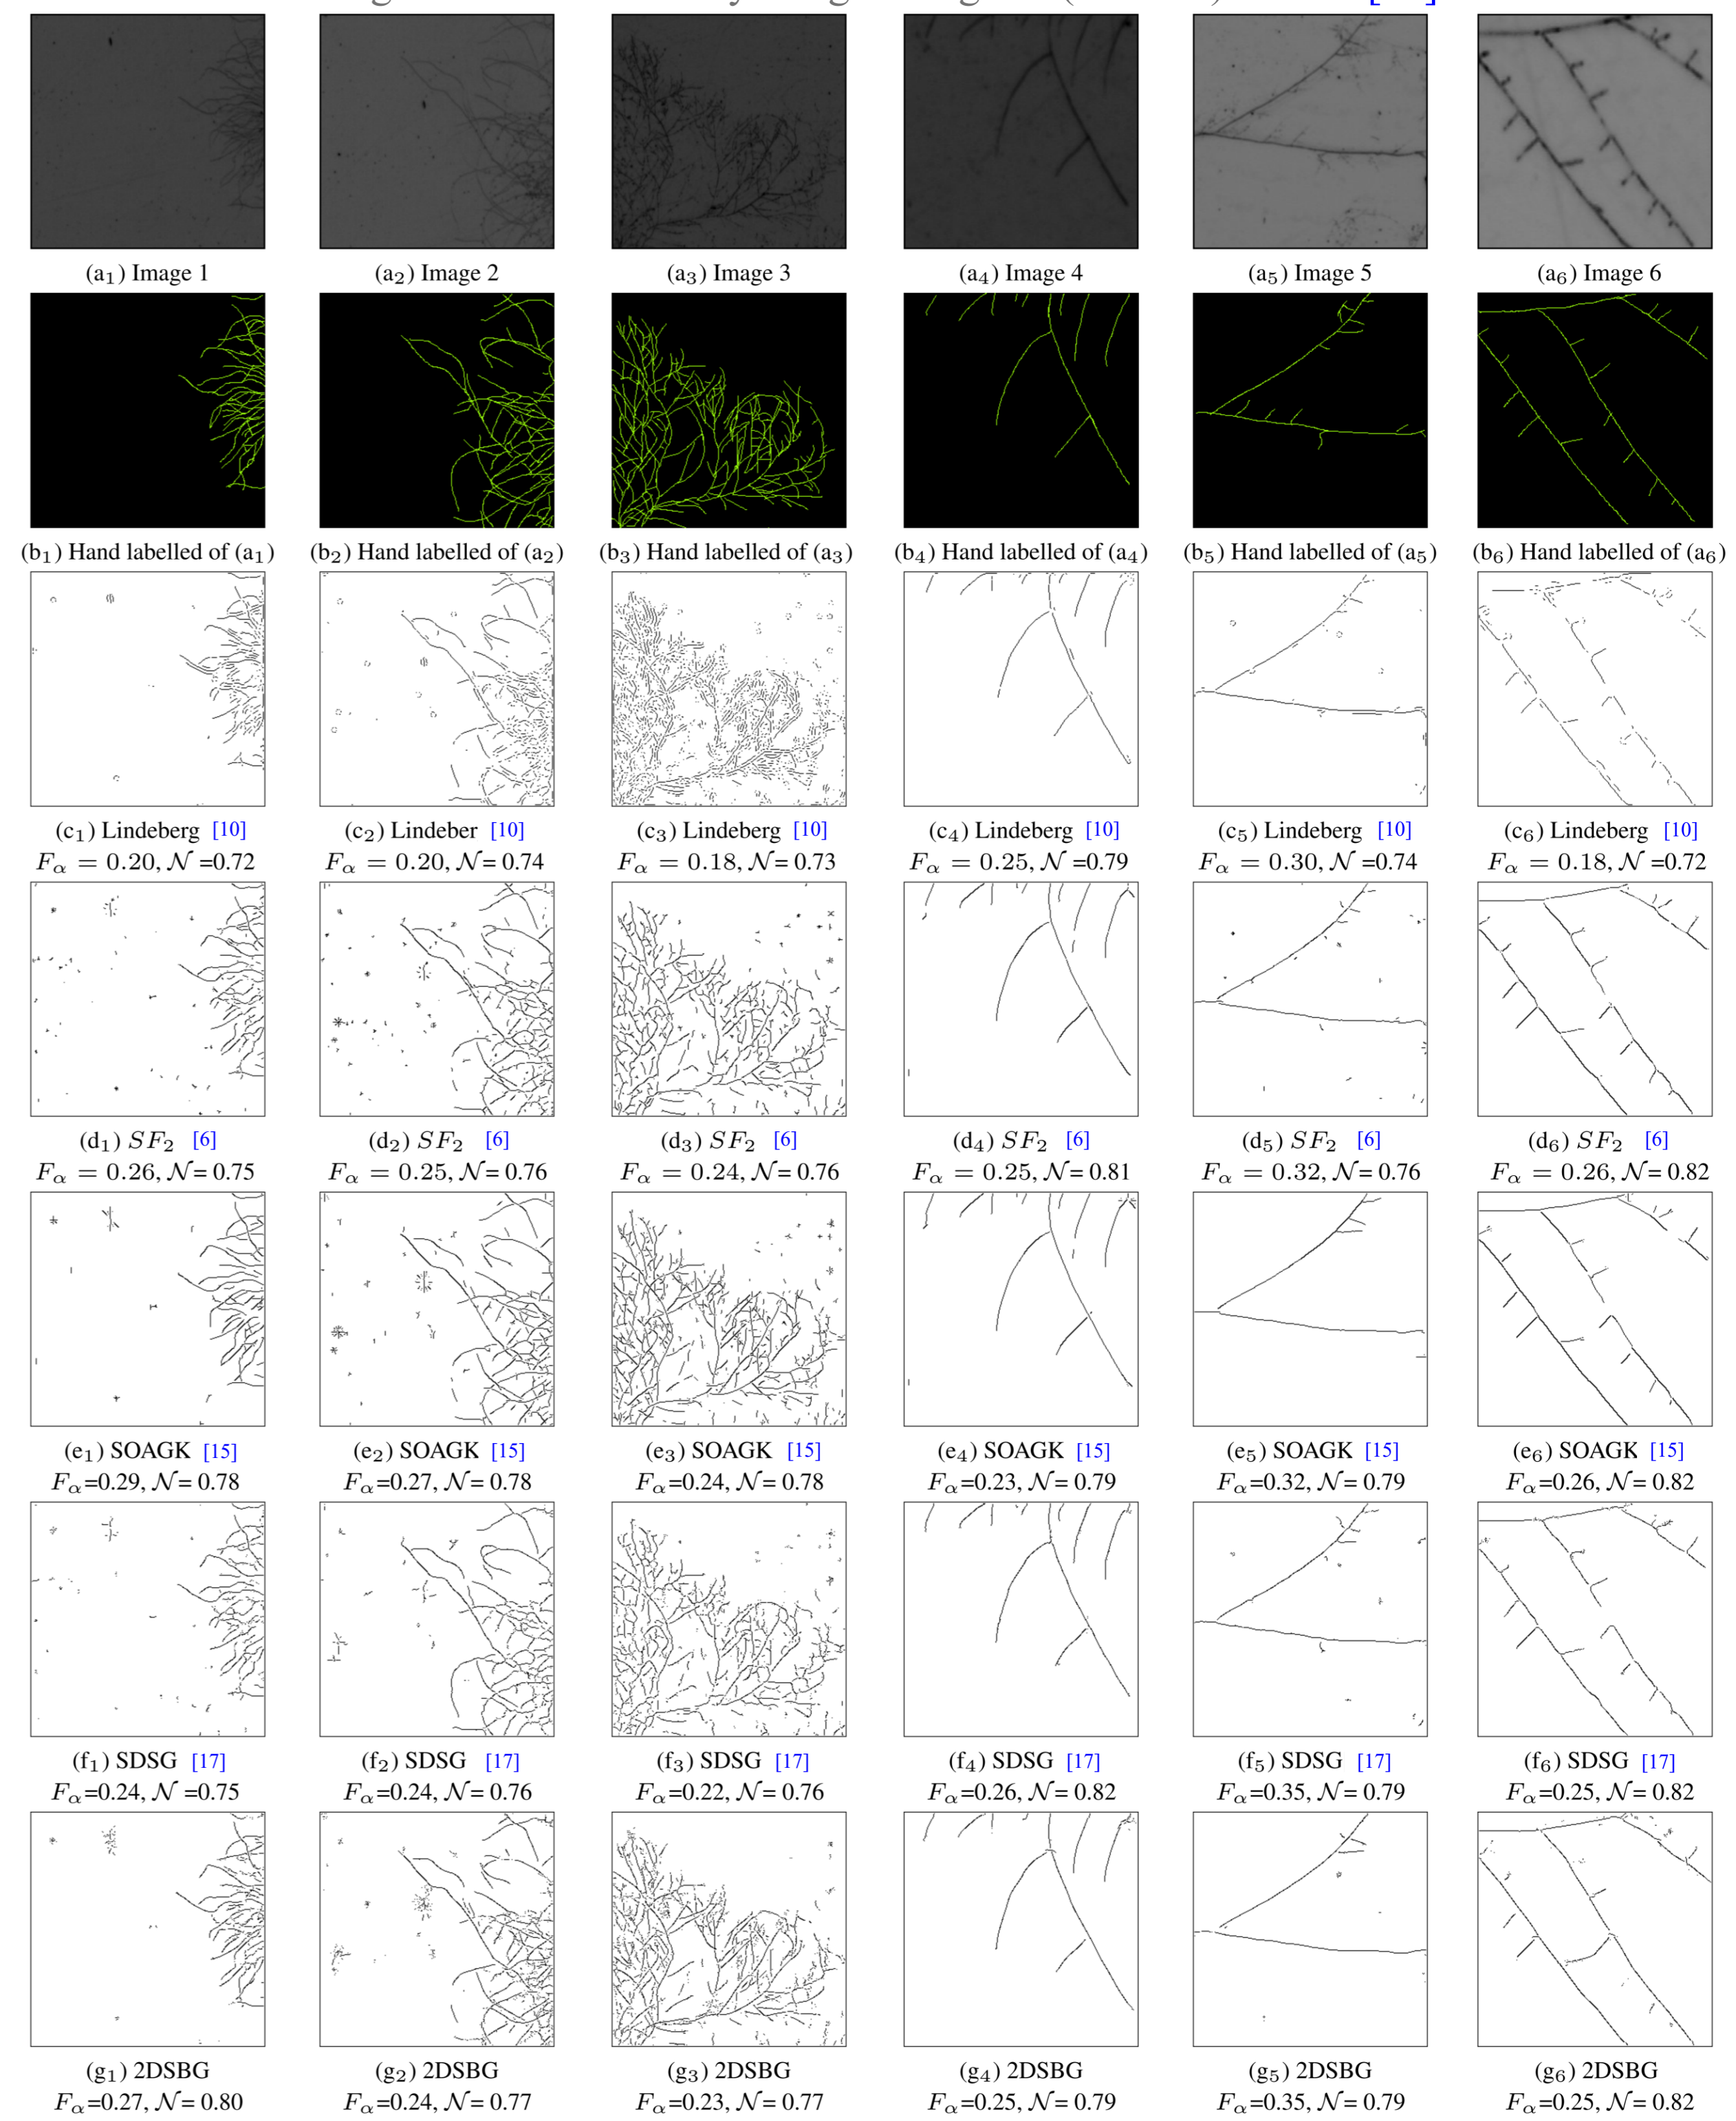 (a₁) Image 1 (a₂) Image 2 (a₃) Image 3 (a₄) Image 4 (a₅) Image 5 (a₆) Image 6
(b₁) Hand labelled of (a₁) (b₂) Hand labelled of (a₂) (b₃) Hand labelled of (a₃) (b₄) Hand labelled of (a₄) (b₅) Hand labelled of (a₅) (b₆) Hand labelled of (a₆)
(c₁) Lindeberg [10] (c₂) Lindeber [10] (c₃) Lindeberg [10] (c₄) Lindeberg [10] (c₅) Lindeberg [10] (c₆) Lindeberg [10]
Fα = 0.20, 𝒩 =0.72 Fα = 0.20, 𝒩= 0.74 Fα = 0.18, 𝒩= 0.73 Fα = 0.25, 𝒩=0.79 Fα = 0.30, 𝒩 =0.74 Fα = 0.18, 𝒩 =0.72
(d₁) SF₂ [6] (d₂) SF₂ [6] (d₃) SF₂ [6] (d₄) SF₂ [6] (d₅) SF₂ [6] (d₆) SF₂ [6]
Fα = 0.26, 𝒩= 0.75 Fα = 0.25, 𝒩= 0.76 Fα = 0.24, 𝒩= 0.76 Fα = 0.25, 𝒩= 0.81 Fα = 0.32, 𝒩= 0.76 Fα = 0.26, 𝒩= 0.82
(e₁) SOAGK [15] (e₂) SOAGK [15] (e₃) SOAGK [15] (e₄) SOAGK [15] (e₅) SOAGK [15] (e₆) SOAGK [15]
Fα=0.29, 𝒩= 0.78 Fα=0.27, 𝒩= 0.78 Fα=0.24, 𝒩= 0.78 Fα=0.23, 𝒩= 0.79 Fα=0.32, 𝒩= 0.79 Fα=0.26, 𝒩= 0.82
(f₁) SDSG [17] (f₂) SDSG [17] (f₃) SDSG [17] (f₄) SDSG [17] (f₅) SDSG [17] (f₆) SDSG [17]
Fα=0.24, 𝒩 =0.75 Fα=0.24, 𝒩= 0.76 Fα=0.22, 𝒩= 0.76 Fα=0.26, 𝒩= 0.82 Fα=0.35, 𝒩= 0.79 Fα=0.25, 𝒩= 0.82
(g₁) 2DSBG (g₂) 2DSBG (g₃) 2DSBG (g₄) 2DSBG (g₅) 2DSBG (g₆) 2DSBG
Fα=0.27, 𝒩= 0.80 Fα=0.24, 𝒩= 0.77 Fα=0.23, 𝒩= 0.77 Fα=0.25, 𝒩= 0.79 Fα=0.35, 𝒩= 0.79 Fα=0.25, 𝒩= 0.82